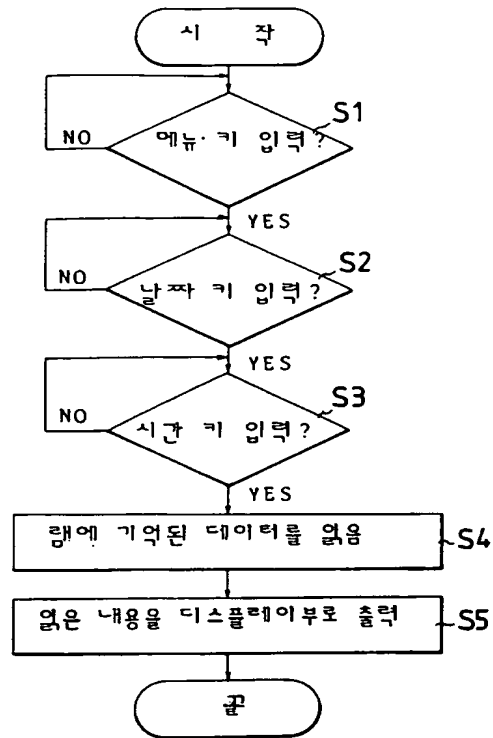 시 작
메뉴·키 입력?
S1
NO
YES
날짜 키 입력?
S2
NO
YES
시간 키 입력?
S3
NO
YES
램에 기억된 데이터를 읽음
S4
읽은 내용을 디스플레이부로 출력
S5
끝